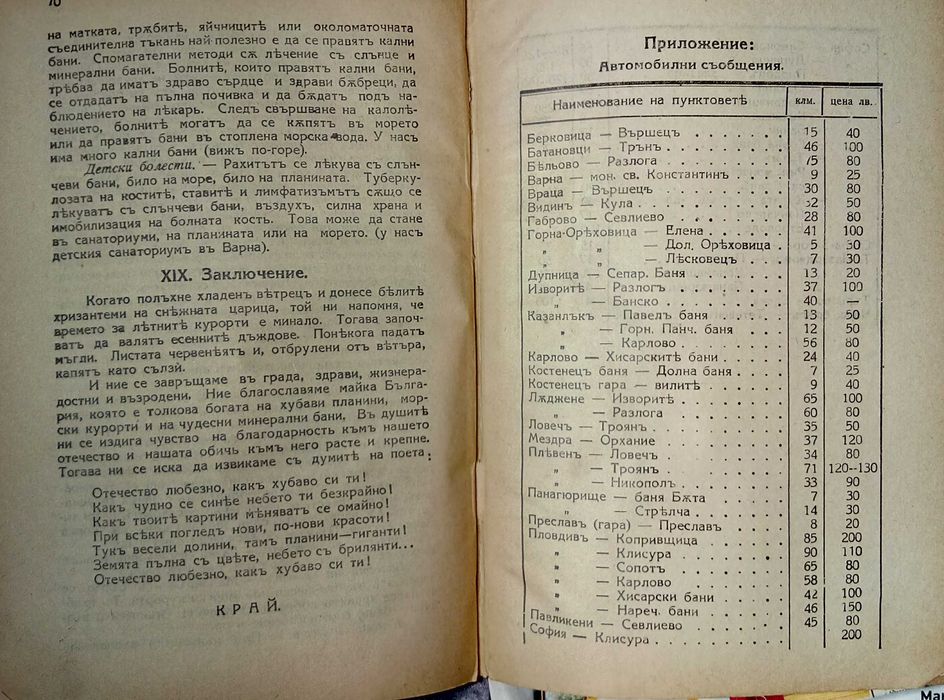 на матката, трѫбитѣ, яйчницитѣ или околоматочната
съединителна тъкань най-полезно е да се правятъ кални
бани. Спомагателни методи сѫ лѣчение съ слънце и
минерални бани. Болнитѣ, които правятъ кални бани,
трѣбва да иматъ здраво сърдце и здрави бѫбреци, да
се отдадатъ на пълна почивка и да бѫдатъ подъ на-
блюдението на лѣкарь. Следъ свършване на калолѣ-
чението, болнитѣ могатъ да се кѫпятъ въ морето
или да правятъ бани въ стоплена морска вода. У насъ
има много кални бани (вижъ по-горе).
Детски болести. — Рахитътъ се лѣкува съ слън-
чеви бани, било на море, било на планината. Туберку-
лозата на коститѣ, ставитѣ и лимфатизъмътъ сѫщо се
лѣкуватъ съ слънчеви бани, въздухъ, силна храна и
имобилизация на болната кость. Това може да стане
въ санаториуми, на планината или на морето. (у насъ
детския санаториумъ въ Варна).
XIX. Заключение.
Когато полъхне хладенъ вѣтрецъ и донесе бѣлитѣ
хризантеми на снѣжната царица, той ни напомня, че
времето за лѣтнитѣ курорти е минало. Тогава започ-
ватъ да валятъ есеннитѣ дъждове. Понѣкога падатъ
мъгли. Листата червенѣятъ и, отбрулени отъ вѣтъра,
капятъ като сълзи.
И ние се завръщаме въ града, здрави, жизнера-
достни и възродени. Ние благославяме майка Бълга-
рия, която е толкова богата на хубави планини, мор-
ски курорти и на чудесни минерални бани. Въ душитѣ
ни се издига чувство на благодарность къмъ нашето
отечество и нашата обичь къмъ него расте и крепне.
Тогава ни се иска да извикаме съ думитѣ на поета:
Отечество любезно, какъ хубаво си ти!
Какъ чудно се синѣе небето ти безкрайно!
Какъ твоитѣ картини мѣняватъ се омайно!
При всѣки погледъ нови, по-нови красоти!
Тукъ весели долини, тамъ планини—гиганти!
Земята пълна съ цвѣте, небето съ брилянти...
Отечество любезно, какъ хубаво си ти!
КРАЙ.
Приложение:
Автомобилни съобщения.
Наименование на пунктоветѣ клм. цена лв.
Берковица — Вършецъ 15 40
Батановци — Трънъ 46 100
Бѣльово — Разлога 75 80
Варна — мон. св. Константинъ 9 25
Враца — Вършецъ 30 80
Видинъ — Кула 50
Габрово — Севлиево 28 80
Горна-Орѣховица — Елена 41 100
„ „ — Дол. Орѣховица 5 30
„ „ — Лѣсковецъ 7 30
Дупница — Сепар. Баня 13 20
Изворитѣ — Разлогъ 37 100
„ — Банско 40 —
Казанлъкъ — Павелъ баня 13 50
„ — Горн. Панч. баня 12 50
„ — Карлово 56 80
Карлово — Хисарскитѣ бани 24 40
Костенецъ баня — Долна баня 7 25
Костенецъ гара — вилитѣ 9 40
Лѫджене — Изворитѣ 65 100
„ — Разлога 60 80
Ловечъ — Троянъ 35 50
Мездра — Орхание 37 120
Плѣвенъ — Ловечъ 34 80
„ — Троянъ 71 120--130
„ — Никополъ 33 90
Панагюрище — баня Бѫта 7 30
„ — Стрѣлча 14 30
Преславъ (гара) — Преславъ 8 20
Пловдивъ — Копривщица 85 200
„ — Клисура 90 110
„ — Сопотъ 65 80
„ — Карлово 58 80
„ — Хисарски бани 42 100
„ — Нареч. бани 46 150
Павликени — Севлиево 45 80
София — Клисура 200